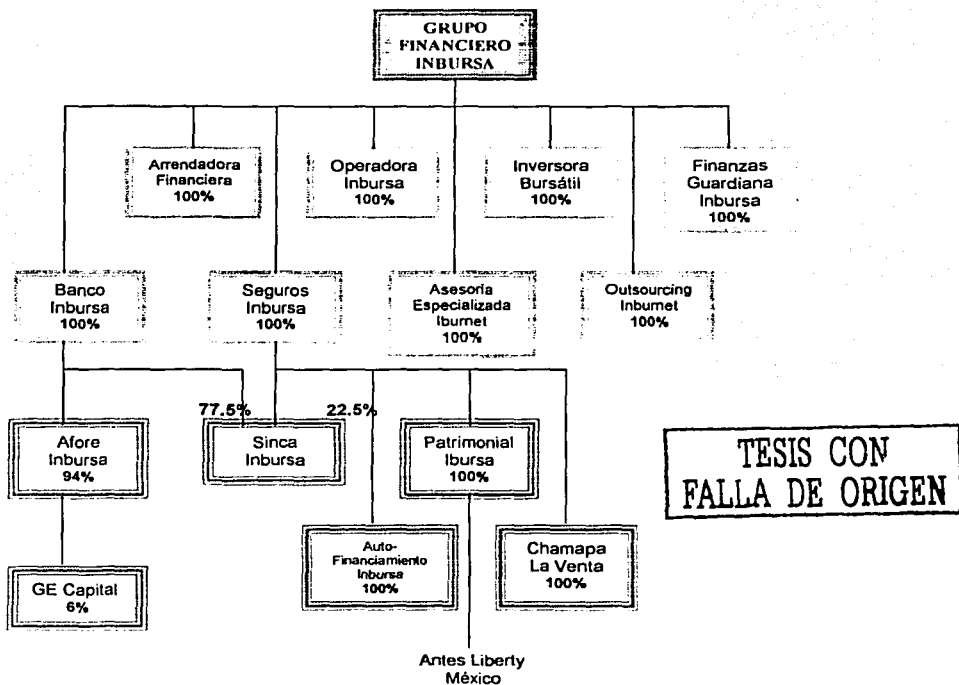 GRUPO
FINANCIERO
INBURSA
Arrendadora
Financiera
100%
Operadora
Inbursa
100%
Inversora
Bursátil
100%
Finanzas
Guardiana
Inbursa
100%
Banco
Inbursa
100%
Seguros
Inbursa
100%
Asesoría
Especializada
Iburnet
100%
Outsourcing
Inburnet
100%
77.5%
22.5%
Afore
Inbursa
94%
Sinca
Inbursa
Patrimonial
Ibursa
100%
TESIS CON
FALLA DE ORIGEN
Auto-
Financiamiento
Inbursa
100%
Chamapa
La Venta
100%
GE Capital
6%
Antes Liberty
México